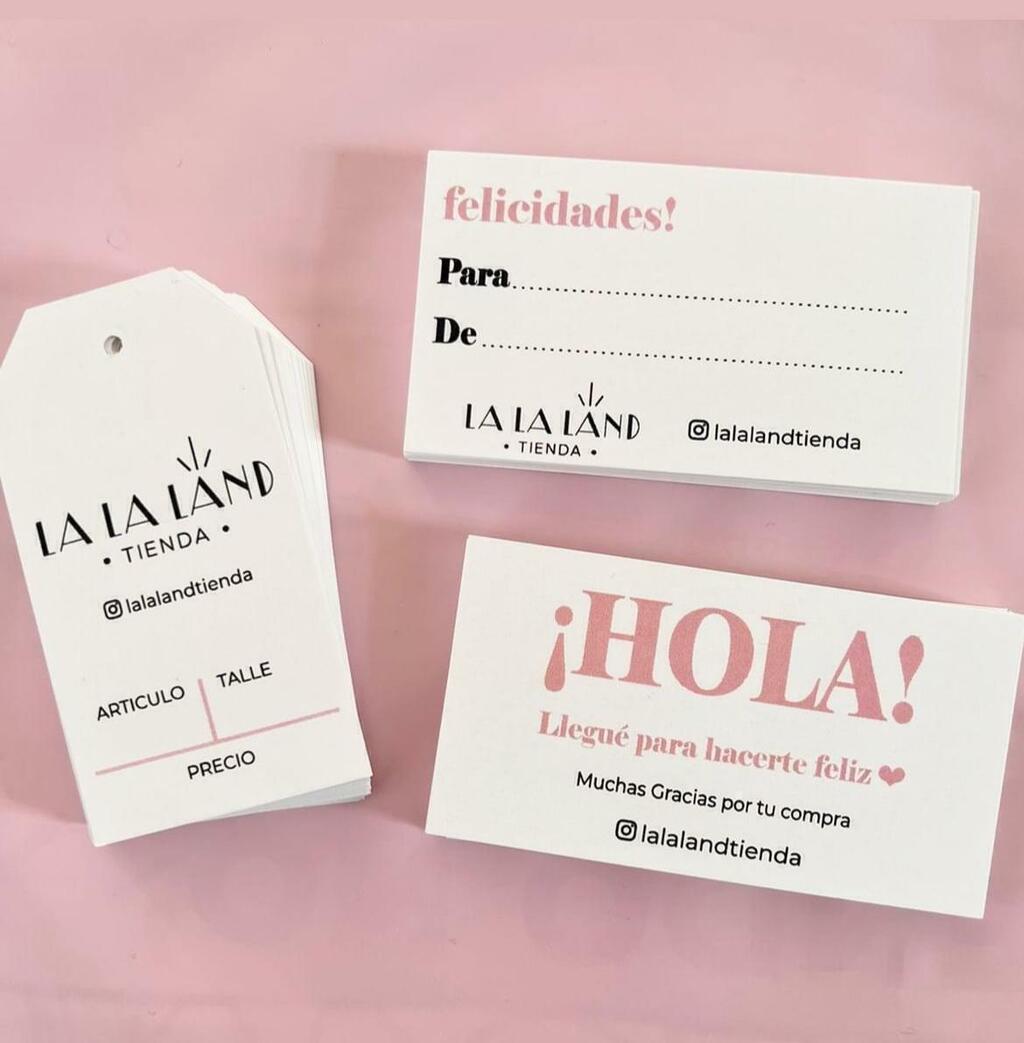 felicidades!
Para
De
LA LA LAND
• TIENDA •
lalalandtienda
LA LA LAND
• TIENDA •
lalalandtienda
ARTICULO
TALLE
PRECIO
¡HOLA!
Llegué para hacerte feliz ❤
Muchas Gracias por tu compra
lalalandtienda